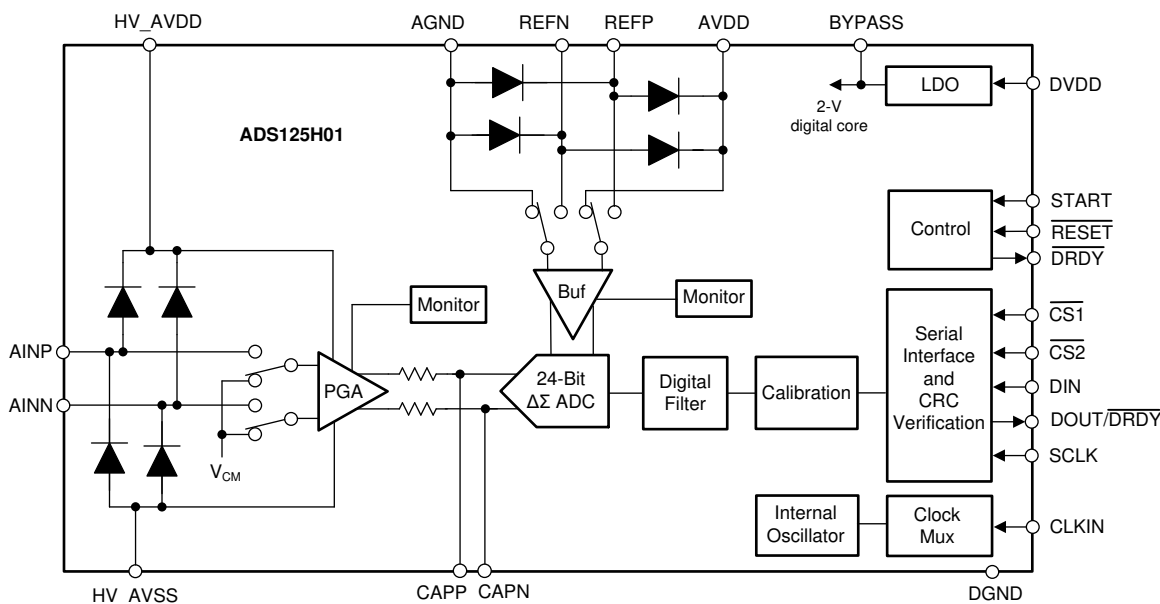 HV_AVDD
AGND
REFN
REFP
AVDD
BYPASS
LDO
DVDD
2-V
digital core
ADS125H01
START
Control
RESET
DRDY
Buf
Monitor
Monitor
CS1
AINP
PGA
24-Bit
ΔΣ ADC
Digital
Filter
Calibration
Serial
Interface
and
CRC
Verification
CS2
DIN
AINN
DOUT/DRDY
VCM
SCLK
Internal
Oscillator
Clock
Mux
CLKIN
HV_AVSS
CAPP
CAPN
DGND